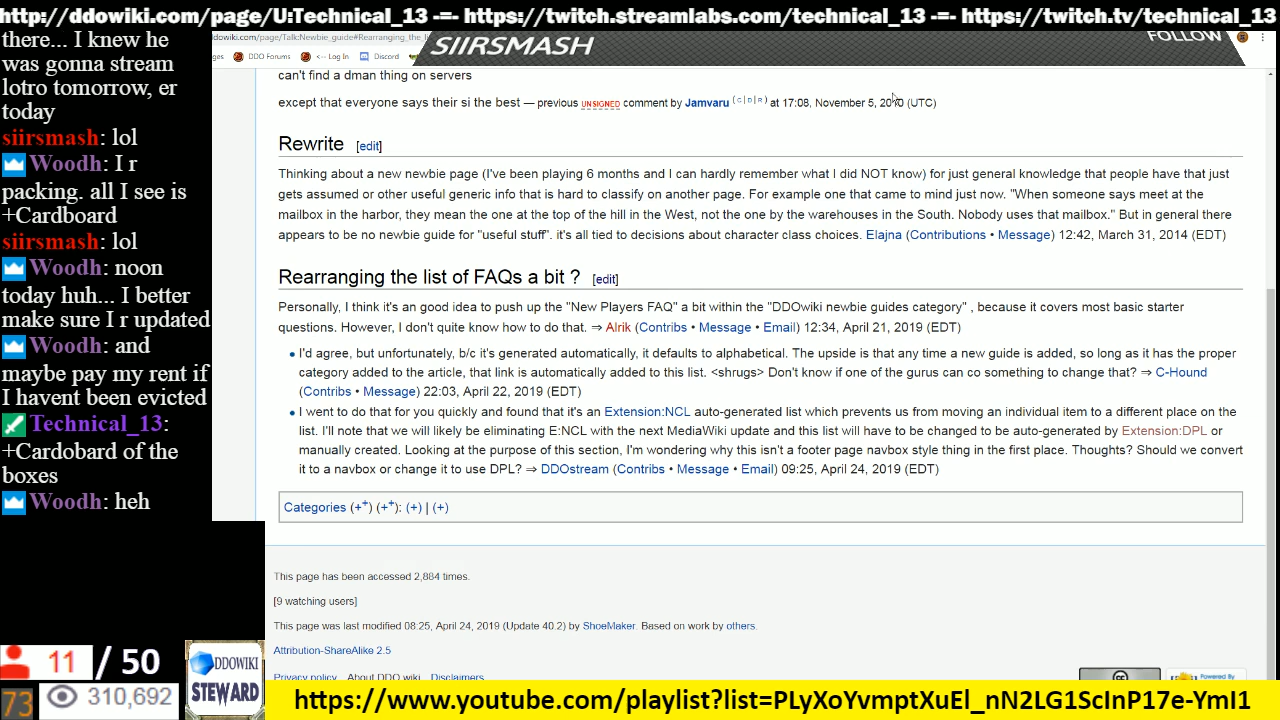 http://ddowiki.com/page/U:Technical_13 -=- https://twitch.streamlabs.com/technical_13 -=- https://twitch.tv/technical_13
there... I knew he
was gonna stream
lotro tomorrow, er
today
siirsmash: lol
Woodh: I r
packing. all I see is
+Cardboard
siirsmash: lol
Woodh: noon
today huh... I better
make sure I r updated
Woodh: and
maybe pay my rent if
I havent been evicted
Technical_13:
+Cardobard of the
boxes
Woodh: heh
SIIRSMASH
FOLLOW
DDO Forums
<-- Log In
Discord
can't find a dman thing on servers
except that everyone says their si the best — previous UNSIGNED comment by Jamvaru (C|D|R) at 17:08, November 5, 2010 (UTC)
Rewrite [edit]
Thinking about a new newbie page (I've been playing 6 months and I can hardly remember what I did NOT know) for just general knowledge that people have that just
gets assumed or other useful generic info that is hard to classify on another page. For example one that came to mind just now. "When someone says meet at the
mailbox in the harbor, they mean the one at the top of the hill in the West, not the one by the warehouses in the South. Nobody uses that mailbox." But in general there
appears to be no newbie guide for "useful stuff". it's all tied to decisions about character class choices. Elajna (Contributions • Message) 12:42, March 31, 2014 (EDT)
Rearranging the list of FAQs a bit ? [edit]
Personally, I think it's an good idea to push up the "New Players FAQ" a bit within the "DDOwiki newbie guides category" , because it covers most basic starter
questions. However, I don't quite know how to do that. ⇒ Alrik (Contribs • Message • Email) 12:34, April 21, 2019 (EDT)
• I'd agree, but unfortunately, b/c it's generated automatically, it defaults to alphabetical. The upside is that any time a new guide is added, so long as it has the proper
category added to the article, that link is automatically added to this list. <shrugs> Don't know if one of the gurus can co something to change that? ⇒ C-Hound
(Contribs • Message) 22:03, April 22, 2019 (EDT)
• I went to do that for you quickly and found that it's an Extension:NCL auto-generated list which prevents us from moving an individual item to a different place on the
list. I'll note that we will likely be eliminating E:NCL with the next MediaWiki update and this list will have to be changed to be auto-generated by Extension:DPL or
manually created. Looking at the purpose of this section, I'm wondering why this isn't a footer page navbox style thing in the first place. Thoughts? Should we convert
it to a navbox or change it to use DPL? ⇒ DDOstream (Contribs • Message • Email) 09:25, April 24, 2019 (EDT)
Categories (+⁺) (+⁺): (+) | (+)
This page has been accessed 2,884 times.
[9 watching users]
This page was last modified 08:25, April 24, 2019 (Update 40.2) by ShoeMaker. Based on work by others.
Attribution-ShareAlike 2.5
Privacy policy About DDO wiki Disclaimers
Powered By
11 / 50
73 310,692
DDOWIKI
STEWARD
https://www.youtube.com/playlist?list=PLyXoYvmptXuEl_nN2LG1ScInP17e-YmI1